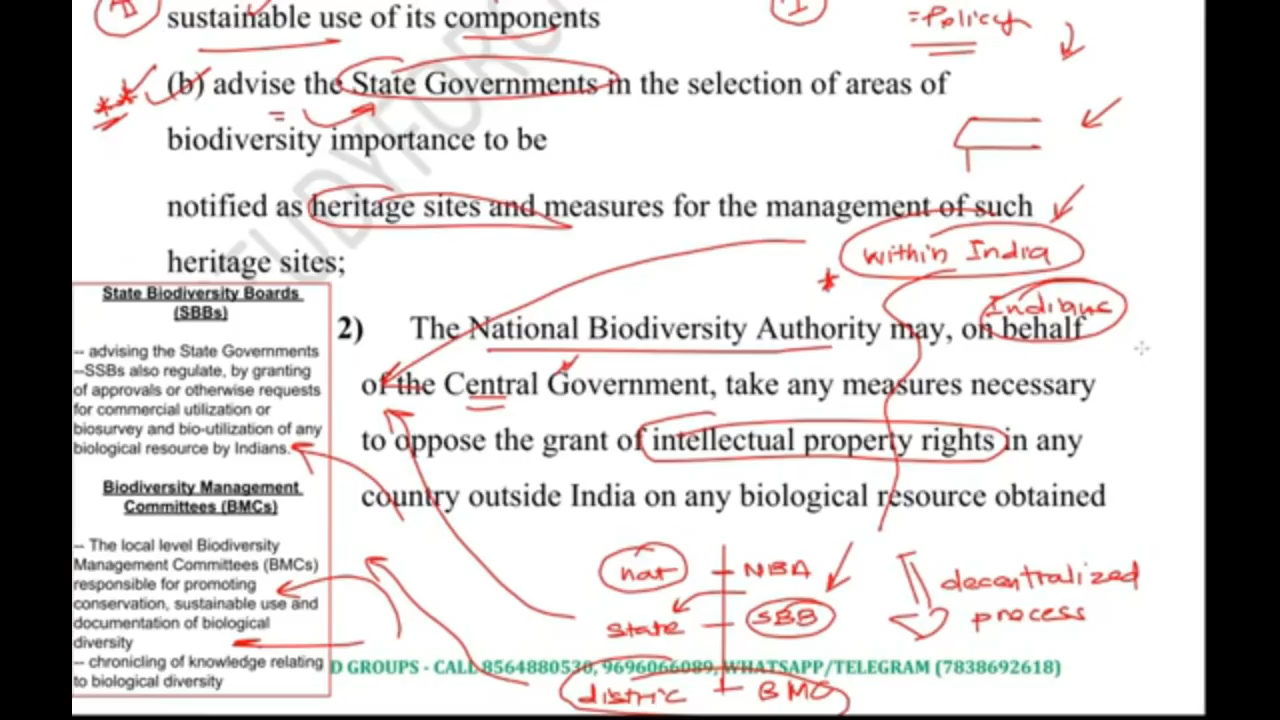 sustainable use of its components
= Policy
(b) advise the State Governments in the selection of areas of
biodiversity importance to be
notified as heritage sites and measures for the management of such
heritage sites;
within India
State Biodiversity Boards
(SBBs)
-- advising the State Governments
--SSBs also regulate, by granting
of approvals or otherwise requests
for commercial utilization or
biosurvey and bio-utilization of any
biological resource by Indians.
Biodiversity Management
Committees (BMCs)
-- The local level Biodiversity
Management Committees (BMCs)
responsible for promoting
conservation, sustainable use and
documentation of biological
diversity
-- chronicling of knowledge relating
to biological diversity
2) The National Biodiversity Authority may, on behalf
of the Central Government, take any measures necessary
to oppose the grant of intellectual property rights in any
country outside India on any biological resource obtained
nat NBA
State SBB
distric BMC
decentralized
process
D GROUPS - CALL 8564880530, 9696066089, WHATSAPP/TELEGRAM (7838692618)